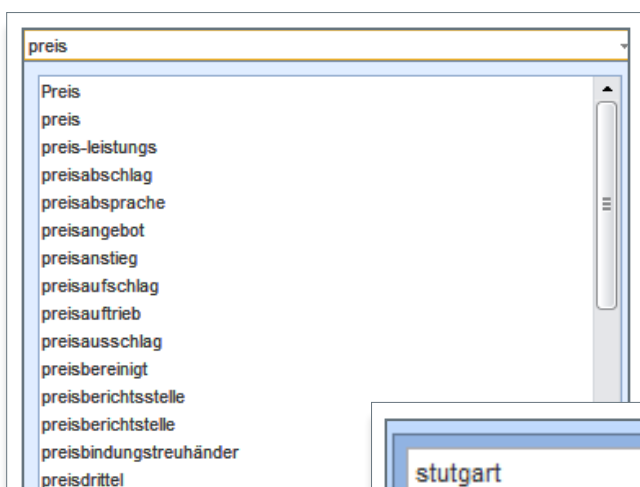 preis
Preis
preis
preis-leistungs
preisabschlag
preisabsprache
preisangebot
preisanstieg
preisaufschlag
preisauftrieb
preisausschlag
preisbereinigt
preisberichtsstelle
preisberichtstelle
preisbindungstreuhänder
preisdrittel
stutgart